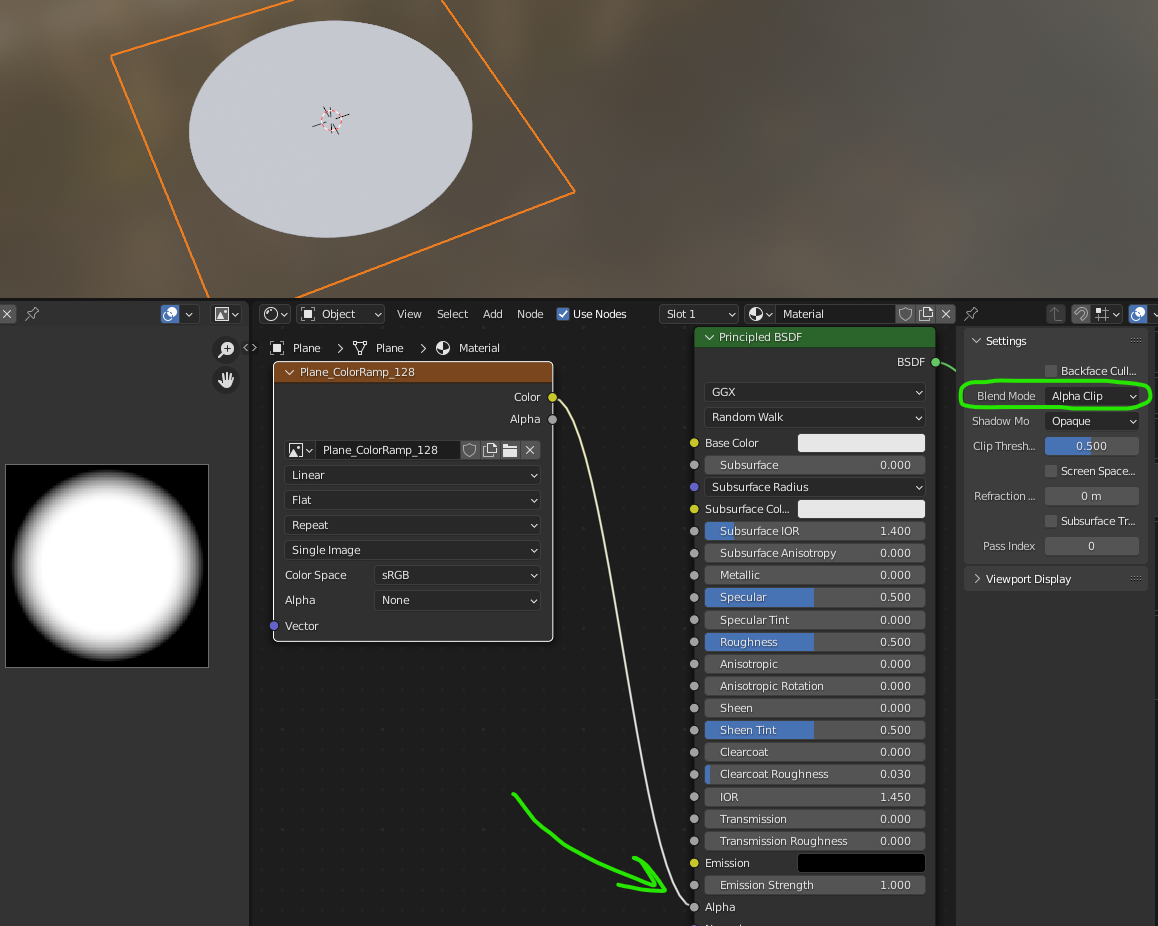 Object
View
Select
Add
Node
Use Nodes
Slot 1
Material
Plane
Plane
Material
Plane_ColorRamp_128
Color
Alpha
Plane_ColorRamp_128
Linear
Flat
Repeat
Single Image
Color Space
sRGB
Alpha
None
Vector
Principled BSDF
BSDF
GGX
Random Walk
Base Color
Subsurface 0.000
Subsurface Radius
Subsurface Col...
Subsurface IOR 1.400
Subsurface Anisotropy 0.000
Metallic 0.000
Specular 0.500
Specular Tint 0.000
Roughness 0.500
Anisotropic 0.000
Anisotropic Rotation 0.000
Sheen 0.000
Sheen Tint 0.500
Clearcoat 0.000
Clearcoat Roughness 0.030
IOR 1.450
Transmission 0.000
Transmission Roughness 0.000
Emission
Emission Strength 1.000
Alpha
Settings
Backface Cull...
Blend Mode Alpha Clip
Shadow Mo Opaque
Clip Thresh... 0.500
Screen Space...
Refraction ... 0 m
Subsurface Tr...
Pass Index 0
Viewport Display